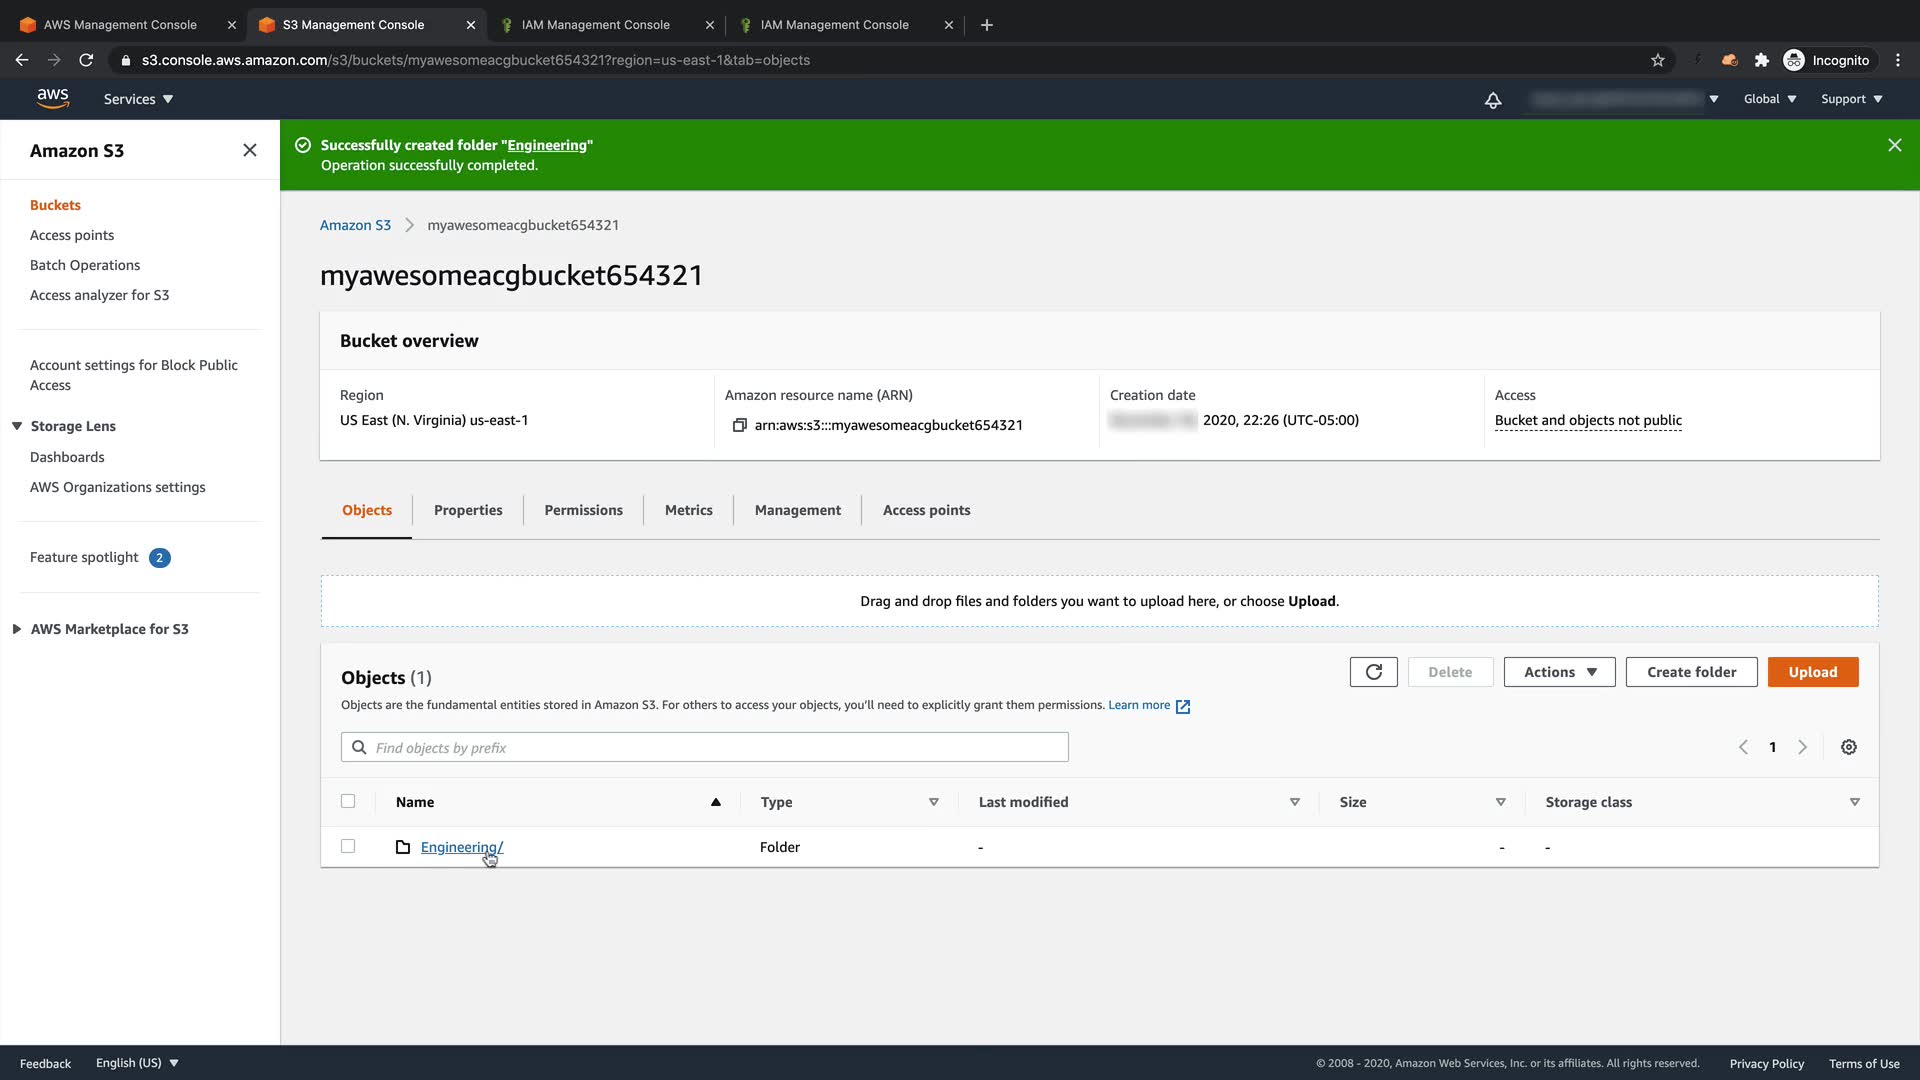 AWS Management Console
S3 Management Console
IAM Management Console
IAM Management Console
s3.console.aws.amazon.com/s3/buckets/myawesomeacgbucket654321?region=us-east-1&tab=objects
Incognito
aws
Services
Global
Support
Amazon S3
Buckets
Access points
Batch Operations
Access analyzer for S3
Account settings for Block Public
Access
Storage Lens
Dashboards
AWS Organizations settings
Feature spotlight 2
AWS Marketplace for S3
Successfully created folder "Engineering"
Operation successfully completed.
Amazon S3 > myawesomeacgbucket654321
myawesomeacgbucket654321
Bucket overview
Region
US East (N. Virginia) us-east-1
Amazon resource name (ARN)
arn:aws:s3:::myawesomeacgbucket654321
Creation date
2020, 22:26 (UTC-05:00)
Access
Bucket and objects not public
Objects
Properties
Permissions
Metrics
Management
Access points
Drag and drop files and folders you want to upload here, or choose Upload.
Objects (1)
Delete
Actions
Create folder
Upload
Objects are the fundamental entities stored in Amazon S3. For others to access your objects, you'll need to explicitly grant them permissions. Learn more
Find objects by prefix
1
Name
Type
Last modified
Size
Storage class
Engineering/
Folder
-
-
-
Feedback
English (US)
© 2008 - 2020, Amazon Web Services, Inc. or its affiliates. All rights reserved.
Privacy Policy
Terms of Use